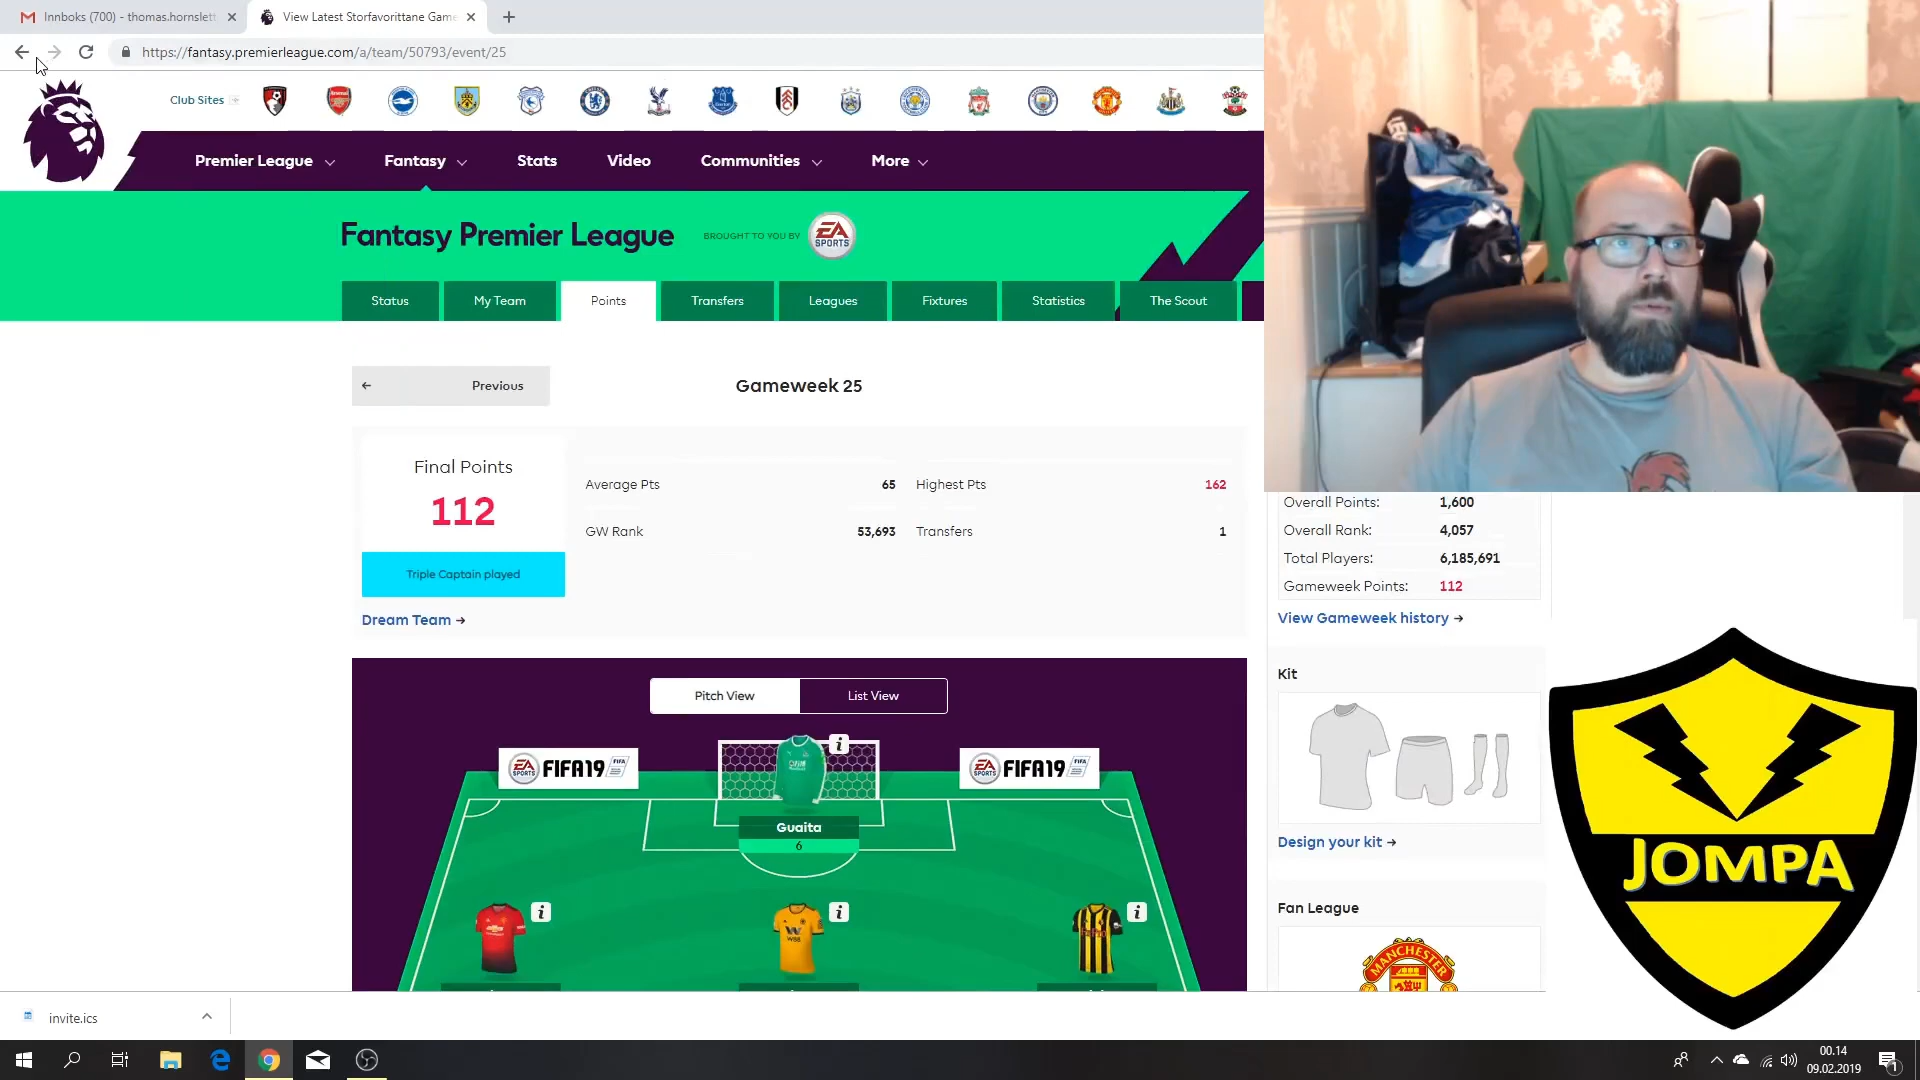 Innboks (700) - thomas.hornslett
View Latest Storfavorittane Game
https://fantasy.premierleague.com/a/team/50793/event/25
Club Sites
Premier League
Fantasy
Stats
Video
Communities
More
Fantasy Premier League
BROUGHT TO YOU BY
EA SPORTS
Status
My Team
Points
Transfers
Leagues
Fixtures
Statistics
The Scout
Previous
Gameweek 25
Final Points
112
Triple Captain played
Dream Team
Average Pts 65
Highest Pts 162
GW Rank 53,693
Transfers 1
Overall Points: 1,600
Overall Rank: 4,057
Total Players: 6,185,691
Gameweek Points: 112
View Gameweek history
Kit
Design your kit
Fan League
MANCHESTER
Pitch View
List View
EA SPORTS FIFA19
EA SPORTS FIFA19
Guaita
6
JOMPA
invite.ics
00.14
09.02.2019
1